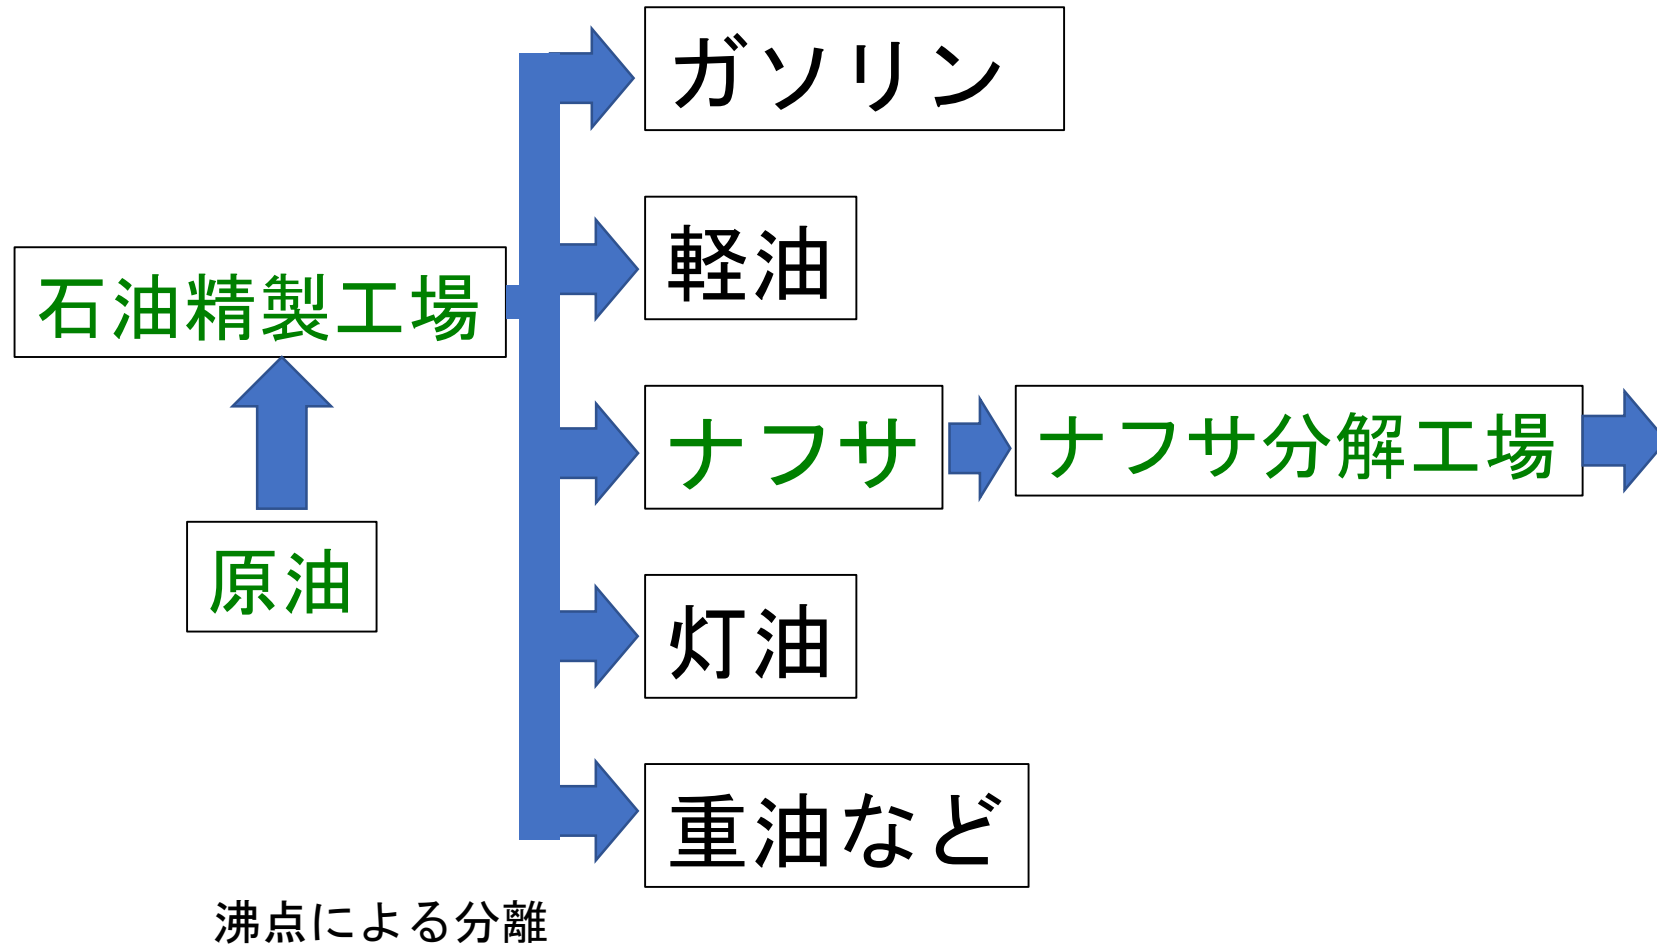 ガソリン
軽油
石油精製工場
ナフサ
ナフサ分解工場
原油
灯油
重油など
沸点による分離